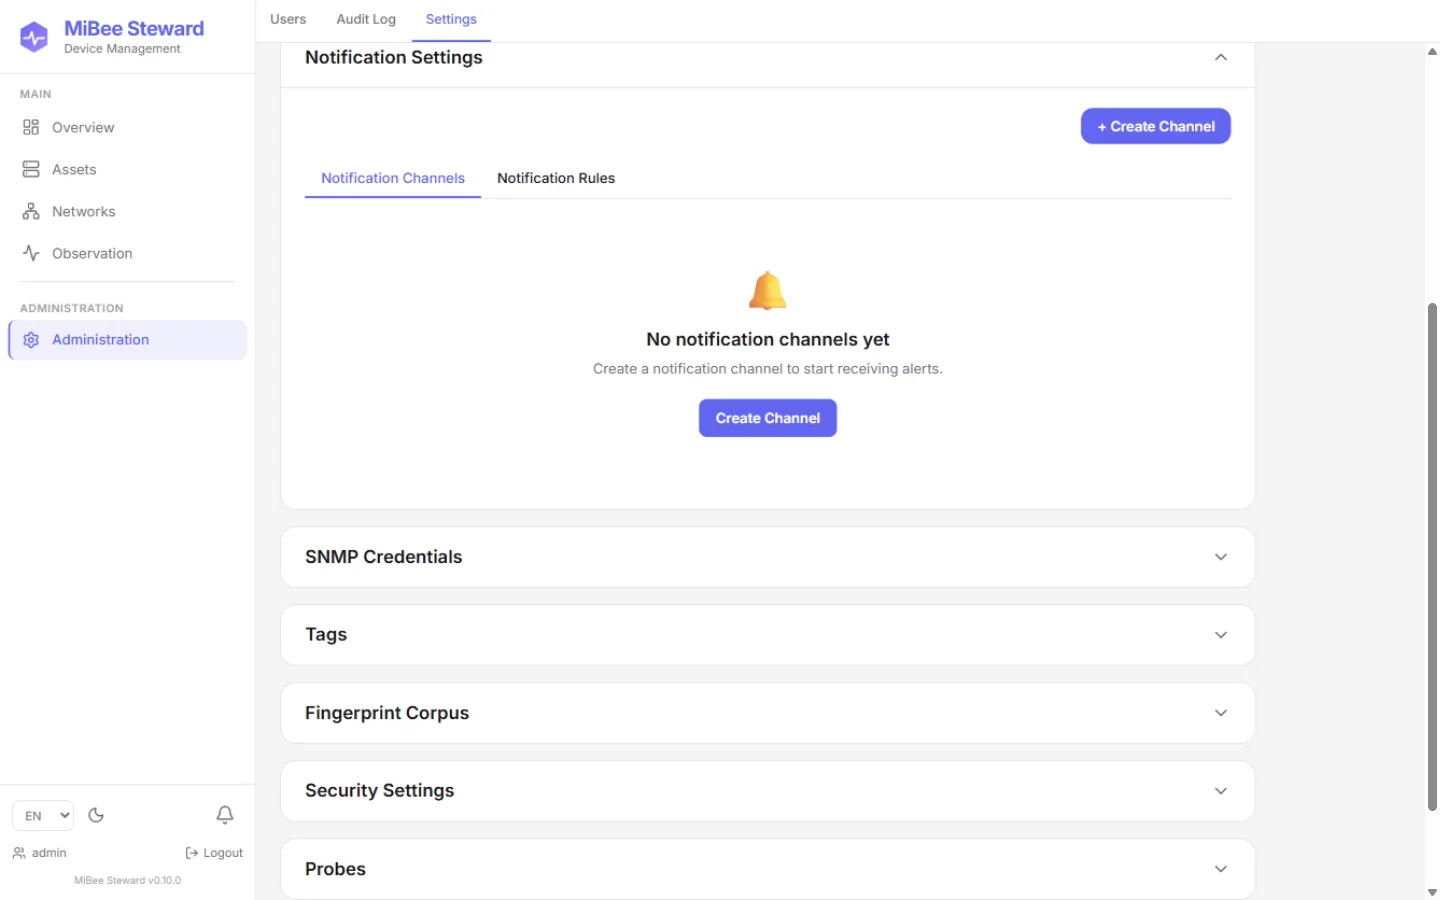 MiBee Steward
Device Management
MAIN
Overview
Assets
Networks
Observation
ADMINISTRATION
Administration
EN
admin
Logout
MiBee Steward v0.10.0
Users
Audit Log
Settings
Notification Settings
+ Create Channel
Notification Channels
Notification Rules
No notification channels yet
Create a notification channel to start receiving alerts.
Create Channel
SNMP Credentials
Tags
Fingerprint Corpus
Security Settings
Probes